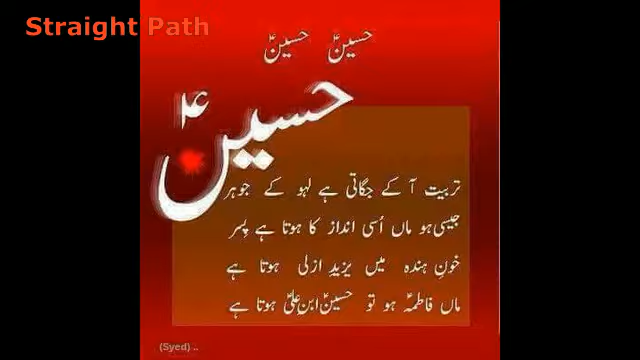 Straight Path
حسینؑ حسینؑ
حسینؑ
تربیت آ کے جگاتی ہے لہو کے جوہر
جیسی ہو ماں اُسی انداز کا ہوتا ہے پسر
خونِ ہندہ میں یزیدِ ازلی ہوتا ہے
ماں فاطمہؑ ہو تو حسینؑ ابنِ علیؑ ہوتا ہے
(Syed) ..